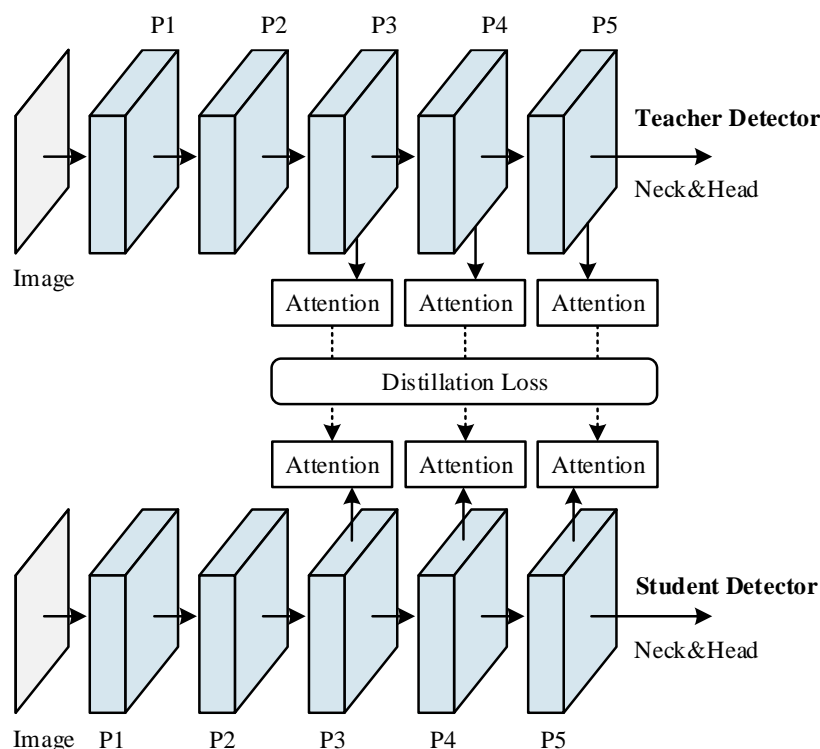 P1 P2 P3 P4 P5
Teacher Detector
Neck&Head
Image
Attention Attention Attention
Distillation Loss
Attention Attention Attention
Student Detector
Neck&Head
Image P1 P2 P3 P4 P5